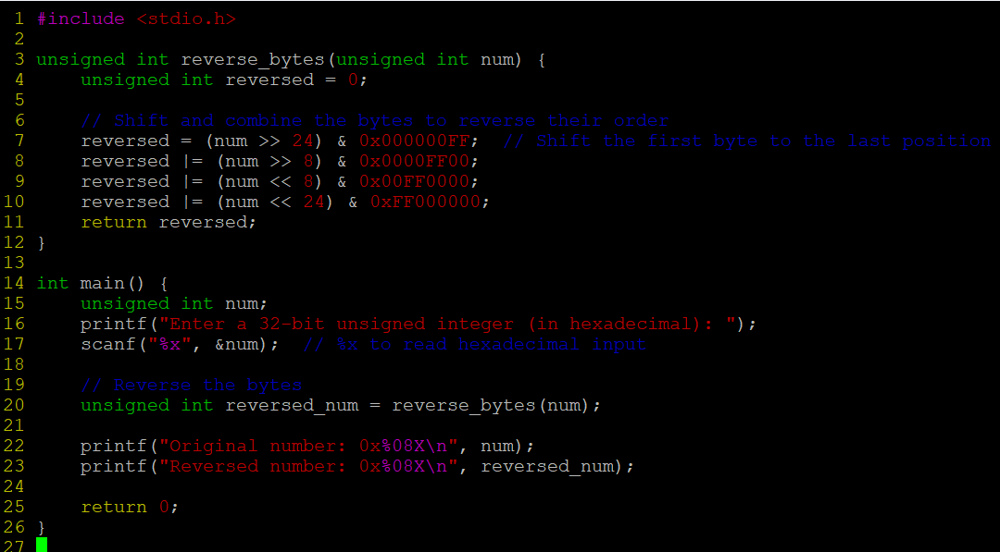 1 #include <stdio.h>
2
3 unsigned int reverse_bytes(unsigned int num) {
4     unsigned int reversed = 0;
5
6     // Shift and combine the bytes to reverse their order
7     reversed = (num >> 24) & 0x000000FF;  // Shift the first byte to the last position
8     reversed |= (num >> 8) & 0x0000FF00;
9     reversed |= (num << 8) & 0x00FF0000;
10     reversed |= (num << 24) & 0xFF000000;
11     return reversed;
12 }
13
14 int main() {
15     unsigned int num;
16     printf("Enter a 32-bit unsigned integer (in hexadecimal): ");
17     scanf("%x", &num);  // %x to read hexadecimal input
18
19     // Reverse the bytes
20     unsigned int reversed_num = reverse_bytes(num);
21
22     printf("Original number: 0x%08X\n", num);
23     printf("Reversed number: 0x%08X\n", reversed_num);
24
25     return 0;
26 }
27